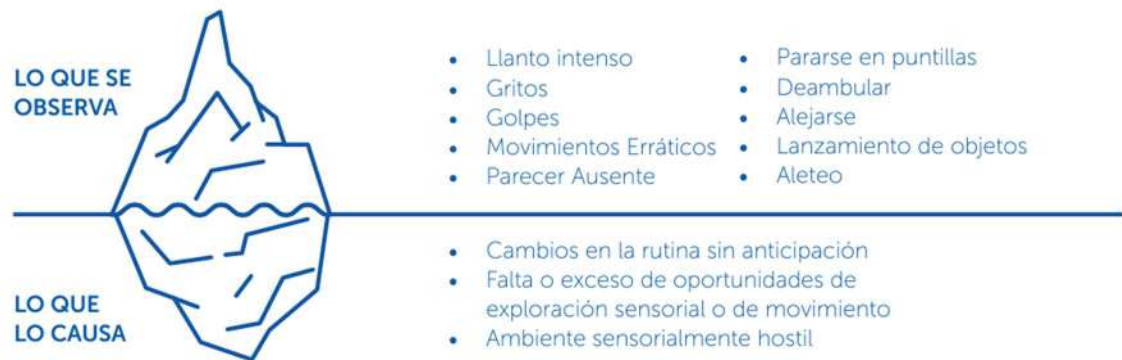 LO QUE SE
OBSERVA
• Llanto intenso
• Gritos
• Golpes
• Movimientos Erráticos
• Parecer Ausente
• Pararse en puntillas
• Deambular
• Alejarse
• Lanzamiento de objetos
• Aleteo
LO QUE
LO CAUSA
• Cambios en la rutina sin anticipación
• Falta o exceso de oportunidades de
exploración sensorial o de movimiento
• Ambiente sensorialmente hostil